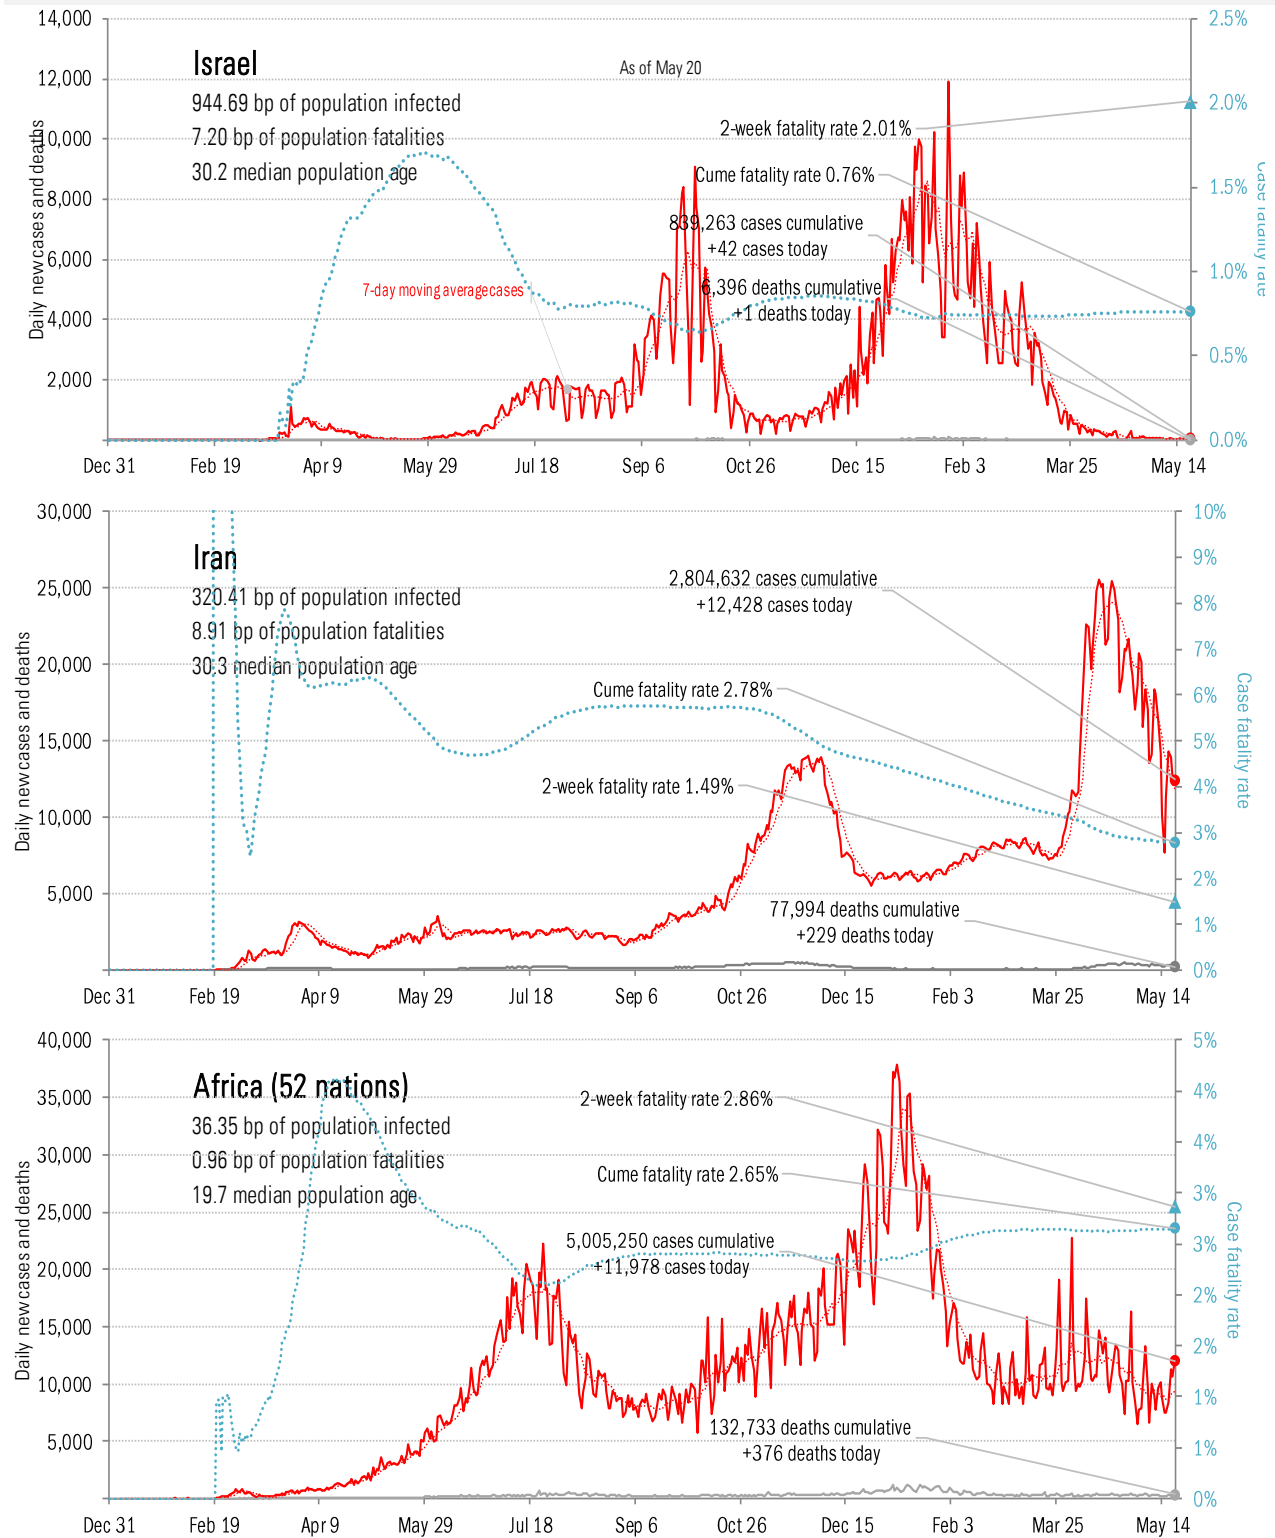 14,000
12,000
10,000
8,000
6,000
4,000
2,000
2.5%
2.0%
1.5%
1.0%
0.5%
0.0%
Daily new cases and deaths
Case fatality rate
Israel
944.69 bp of population infected
7.20 bp of population fatalities
30.2 median population age
As of May 20
2-week fatality rate 2.01%
Cume fatality rate 0.76%
839,263 cases cumulative
+42 cases today
6,396 deaths cumulative
+1 deaths today
7-day moving average cases
Dec 31 Feb 19 Apr 9 May 29 Jul 18 Sep 6 Oct 26 Dec 15 Feb 3 Mar 25 May 14
30,000
25,000
20,000
15,000
10,000
5,000
10%
9%
8%
7%
6%
5%
4%
3%
2%
1%
0%
Daily new cases and deaths
Case fatality rate
Iran
320.41 bp of population infected
8.91 bp of population fatalities
30.3 median population age
2,804,632 cases cumulative
+12,428 cases today
Cume fatality rate 2.78%
2-week fatality rate 1.49%
77,994 deaths cumulative
+229 deaths today
Dec 31 Feb 19 Apr 9 May 29 Jul 18 Sep 6 Oct 26 Dec 15 Feb 3 Mar 25 May 14
40,000
35,000
30,000
25,000
20,000
15,000
10,000
5,000
5%
4%
4%
3%
3%
2%
2%
1%
1%
0%
Daily new cases and deaths
Case fatality rate
Africa (52 nations)
36.35 bp of population infected
0.96 bp of population fatalities
19.7 median population age
2-week fatality rate 2.86%
Cume fatality rate 2.65%
5,005,250 cases cumulative
+11,978 cases today
132,733 deaths cumulative
+376 deaths today
Dec 31 Feb 19 Apr 9 May 29 Jul 18 Sep 6 Oct 26 Dec 15 Feb 3 Mar 25 May 14